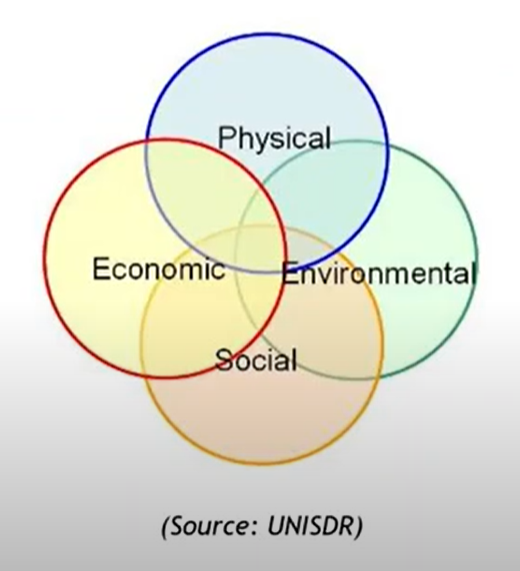 Physical
Economic
Environmental
Social
(Source: UNISDR)